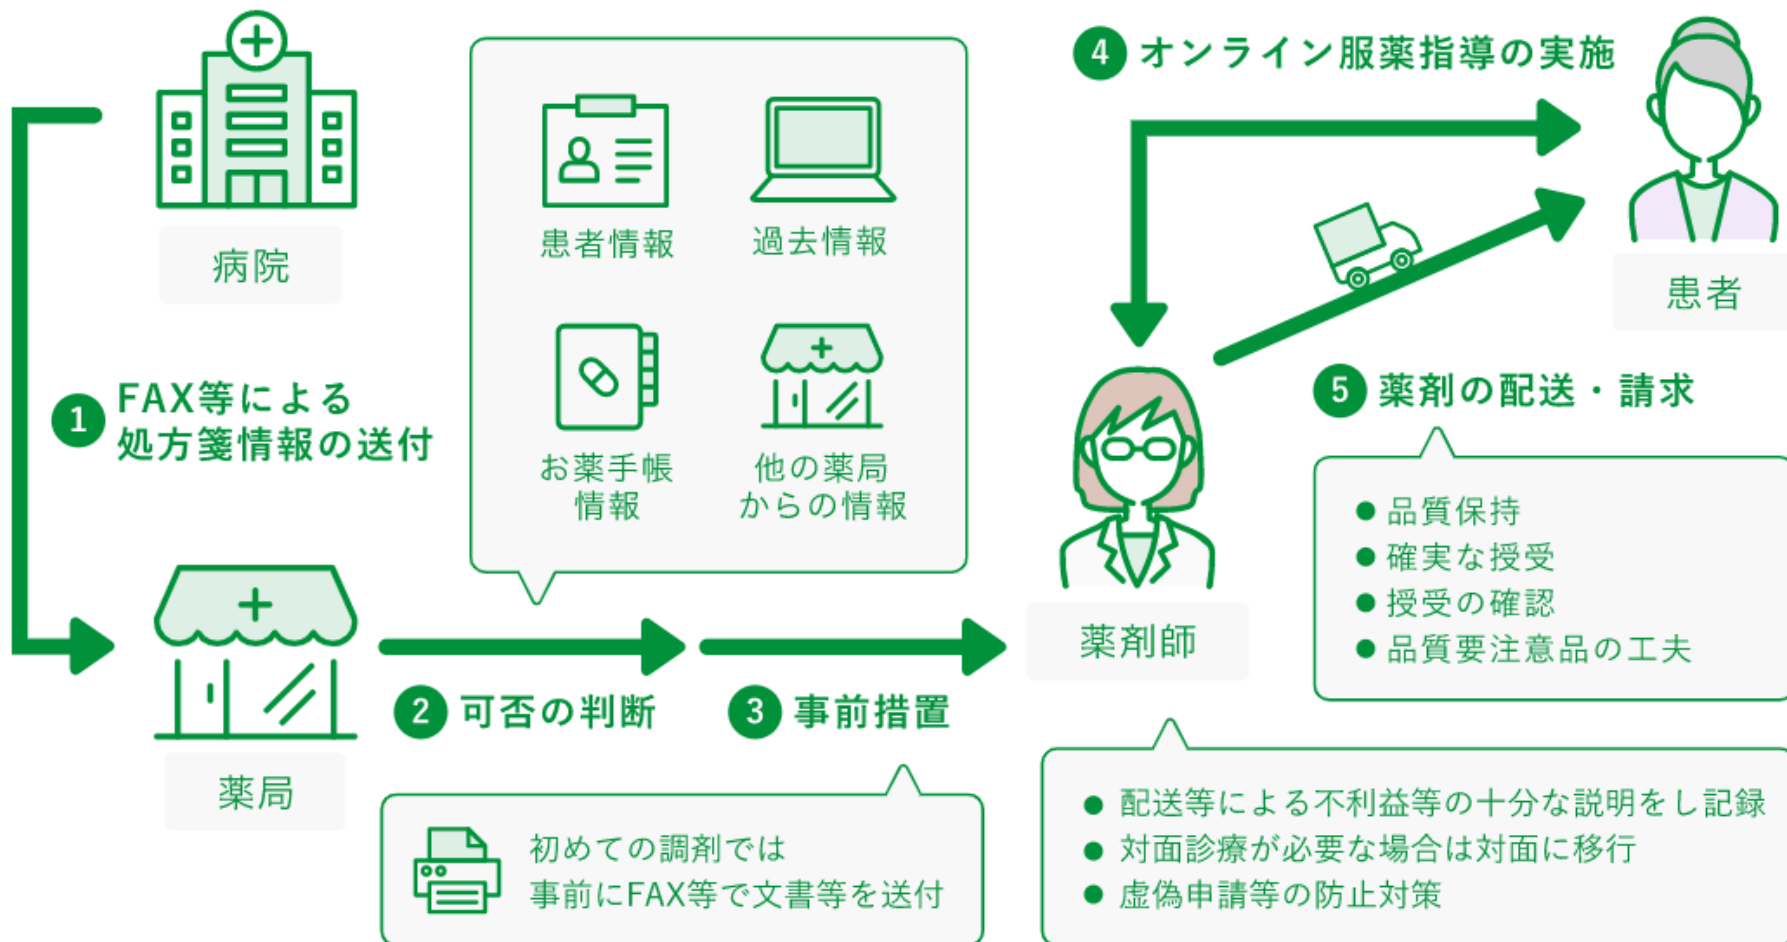 病院
1 FAX等による
処方箋情報の送付
薬局
患者情報
過去情報
お薬手帳
情報
他の薬局
からの情報
2 可否の判断
3 事前措置
初めての調剤では
事前にFAX等で文書等を送付
4 オンライン服薬指導の実施
患者
薬剤師
5 薬剤の配送・請求
● 品質保持
● 確実な授受
● 授受の確認
● 品質要注意品の工夫
● 配送等による不利益等の十分な説明をし記録
● 対面診療が必要な場合は対面に移行
● 虚偽申請等の防止対策